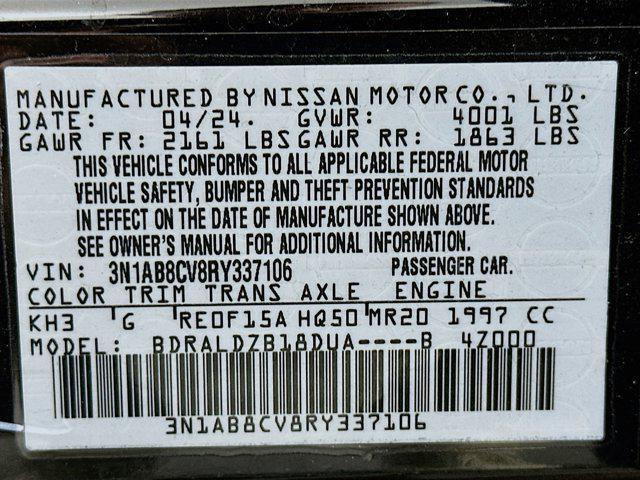 MANUFACTURED BY NISSAN MOTOR CO., LTD.
DATE: 04/24. GVWR: 4001 LBS
GAWR FR: 2161 LBS GAWR RR: 1863 LBS
THIS VEHICLE CONFORMS TO ALL APPLICABLE FEDERAL MOTOR
VEHICLE SAFETY, BUMPER AND THEFT PREVENTION STANDARDS
IN EFFECT ON THE DATE OF MANUFACTURE SHOWN ABOVE.
SEE OWNER'S MANUAL FOR ADDITIONAL INFORMATION.
VIN: 3N1AB8CV8RY337106 PASSENGER CAR.
COLOR TRIM TRANS AXLE ENGINE
KH3 G RE0F15A HQ50 MR20 1997 CC
MODEL: BDRALDZB18DUA----B 4Z000
3N1AB8CV8RY337106